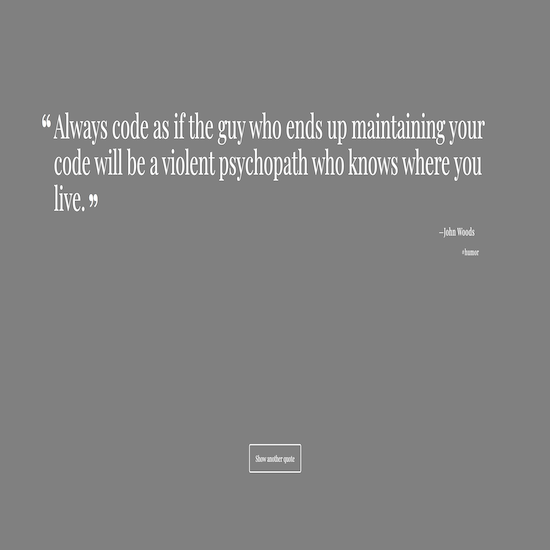 ❝ Always code as if the guy who ends up maintaining your
code will be a violent psychopath who knows where you
live. ❞
—John Woods
#humor
Show another quote